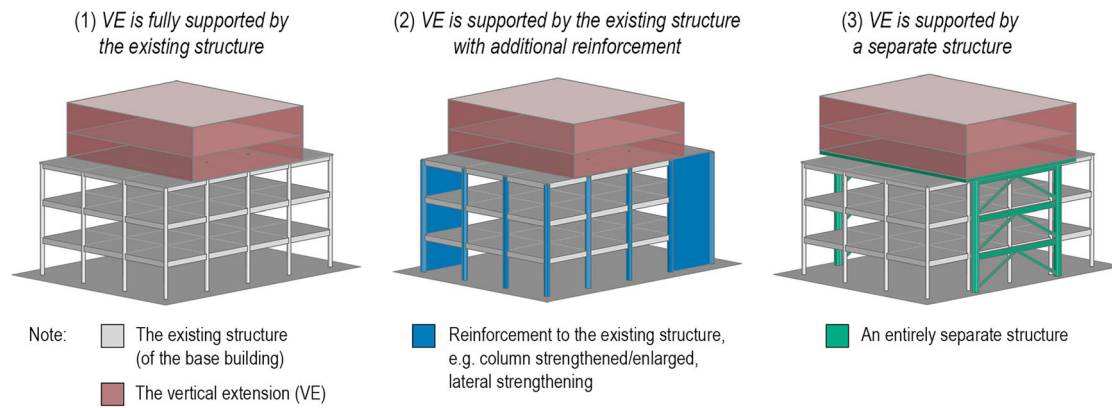 (1) VE is fully supported by
the existing structure
(2) VE is supported by the existing structure
with additional reinforcement
(3) VE is supported by
a separate structure
Note:
The existing structure
(of the base building)
The vertical extension (VE)
Reinforcement to the existing structure,
e.g. column strengthened/enlarged,
lateral strengthening
An entirely separate structure